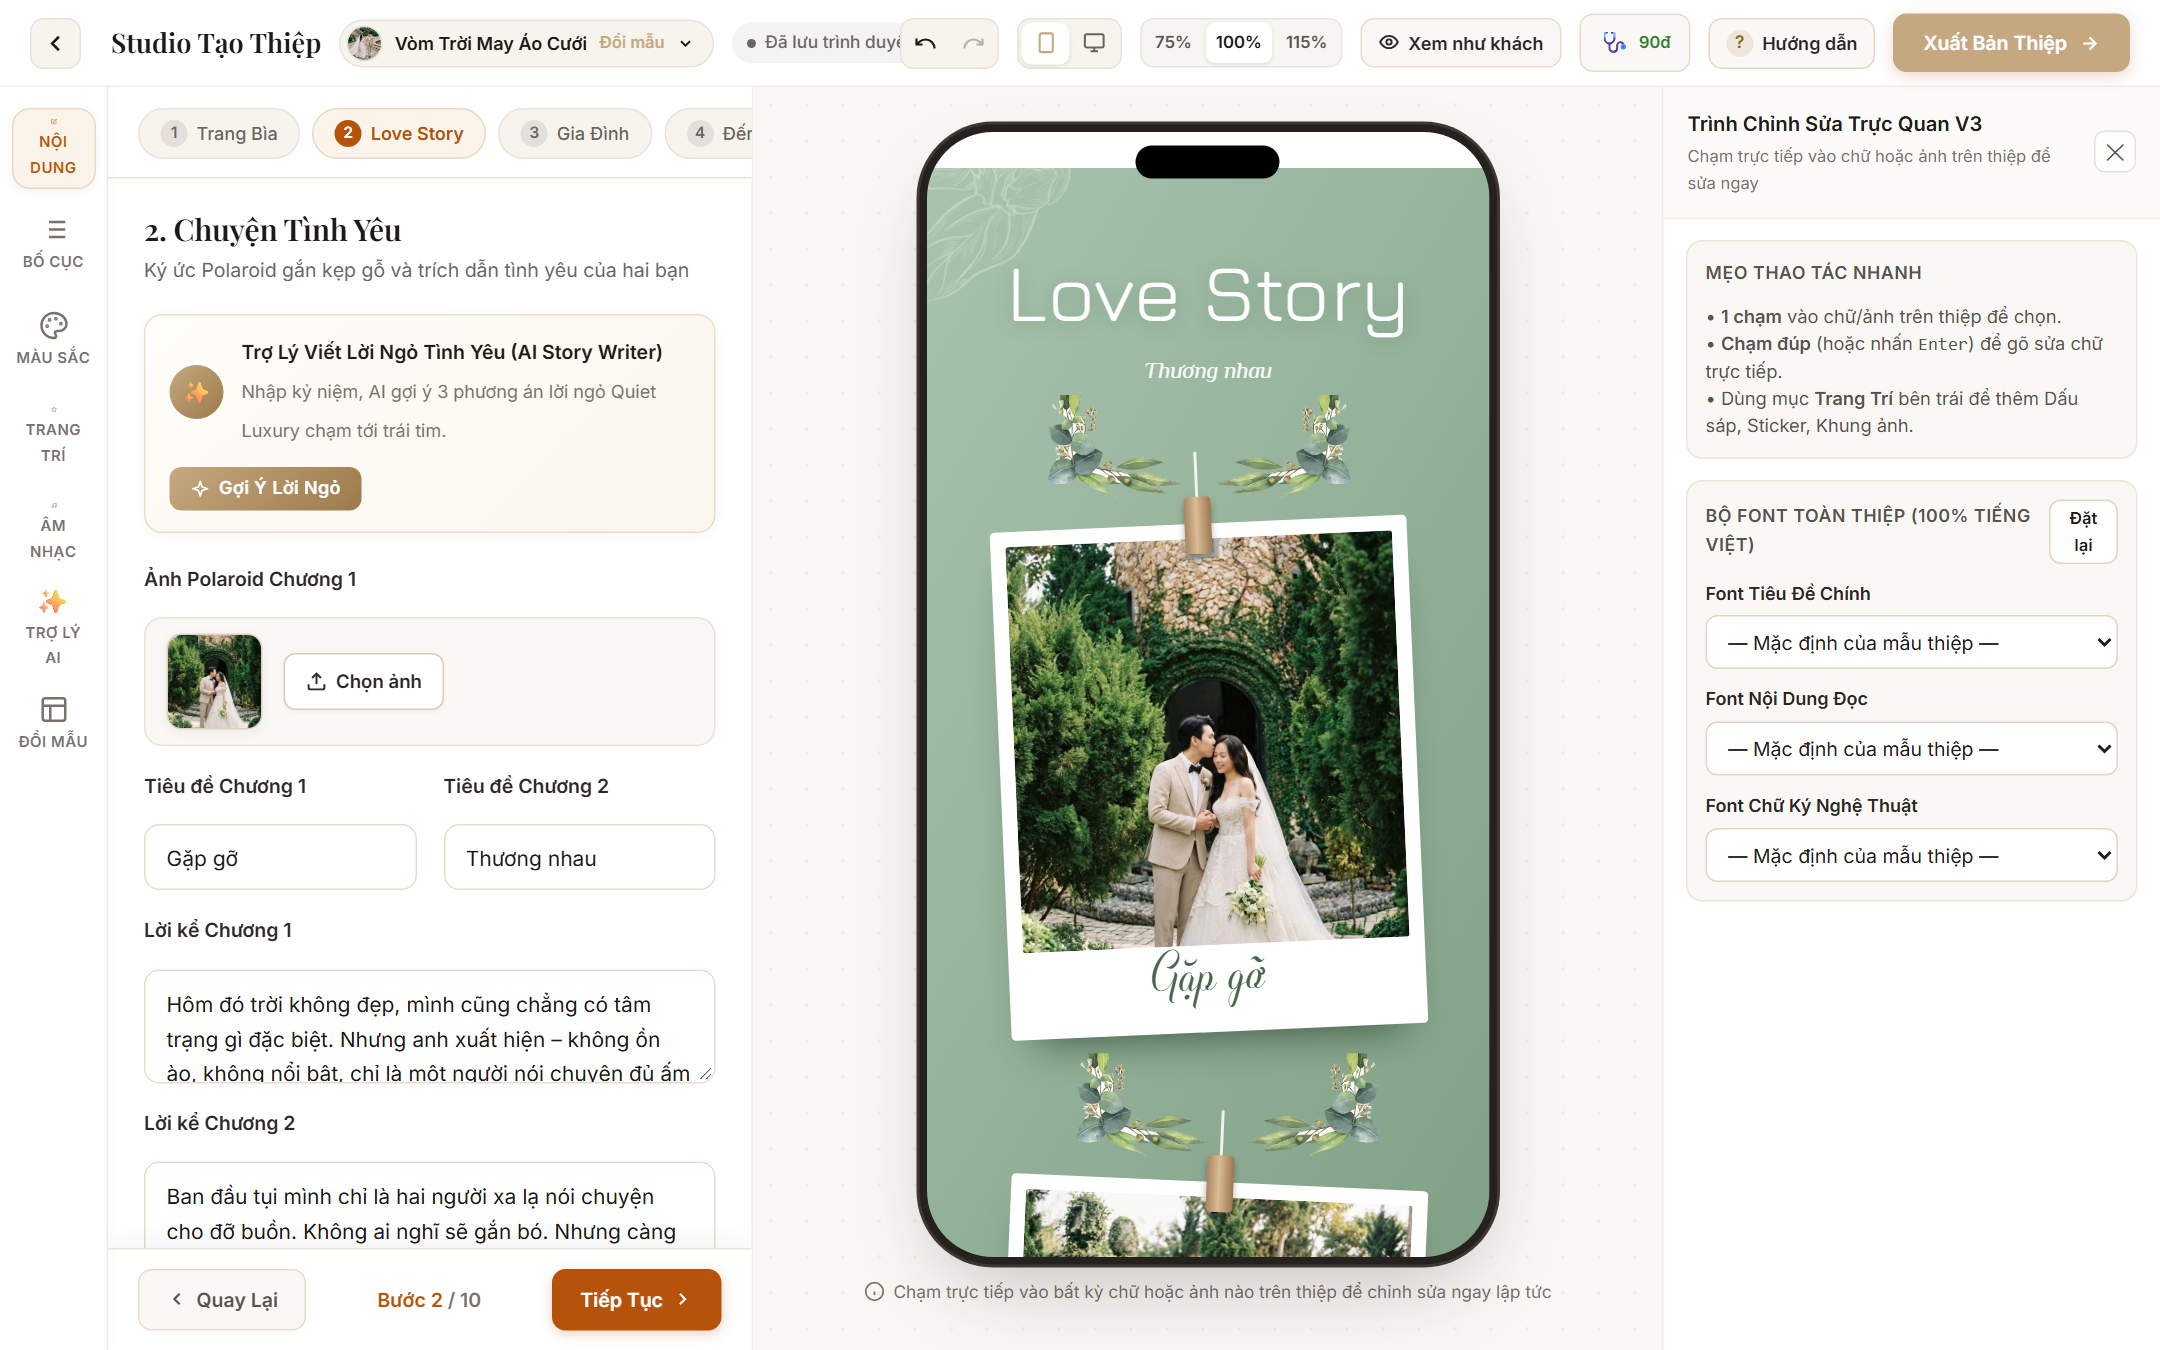 Studio Tạo Thiệp
Vòm Trời May Áo Cưới Đổi mẫu
Đã lưu trình duyệ
75% 100% 115%
Xem như khách
90đ
? Hướng dẫn
Xuất Bản Thiệp
NỘI
DUNG
BỐ CỤC
MÀU SẮC
TRANG
TRÍ
ÂM
NHẠC
TRỢ LÝ
AI
ĐỔI MẪU
1 Trang Bìa
2 Love Story
3 Gia Đình
4
2. Chuyện Tình Yêu
Ký ức Polaroid gắn kẹp gỗ và trích dẫn tình yêu của hai bạn
Trợ Lý Viết Lời Ngỏ Tình Yêu (AI Story Writer)
Nhập kỷ niệm, AI gợi ý 3 phương án lời ngỏ Quiet
Luxury chạm tới trái tim.
Gợi Ý Lời Ngỏ
Ảnh Polaroid Chương 1
Chọn ảnh
Tiêu đề Chương 1 Tiêu đề Chương 2
Gặp gỡ Thương nhau
Lời kể Chương 1
Hôm đó trời không đẹp, mình cũng chẳng có tâm
trạng gì đặc biệt. Nhưng anh xuất hiện – không ồn
ào, không nổi bật, chỉ là một người nói chuyện đủ ấm
Lời kể Chương 2
Ban đầu tụi mình chỉ là hai người xa lạ nói chuyện
cho đỡ buồn. Không ai nghĩ sẽ gắn bó. Nhưng càng
Quay Lại
Bước 2 / 10
Tiếp Tục
Love Story
Thương nhau
Gặp gỡ
Chạm trực tiếp vào bất kỳ chữ hoặc ảnh nào trên thiệp để chỉnh sửa ngay lập tức
Trình Chỉnh Sửa Trực Quan V3
Chạm trực tiếp vào chữ hoặc ảnh trên thiệp để
sửa ngay
MẸO THAO TÁC NHANH
• 1 chạm vào chữ/ảnh trên thiệp để chọn.
• Chạm đúp (hoặc nhấn Enter) để gõ sửa chữ
trực tiếp.
• Dùng mục Trang Trí bên trái để thêm Dấu
sáp, Sticker, Khung ảnh.
BỘ FONT TOÀN THIỆP (100% TIẾNG
VIỆT)
Đặt
lại
Font Tiêu Đề Chính
— Mặc định của mẫu thiệp —
Font Nội Dung Đọc
— Mặc định của mẫu thiệp —
Font Chữ Ký Nghệ Thuật
— Mặc định của mẫu thiệp —